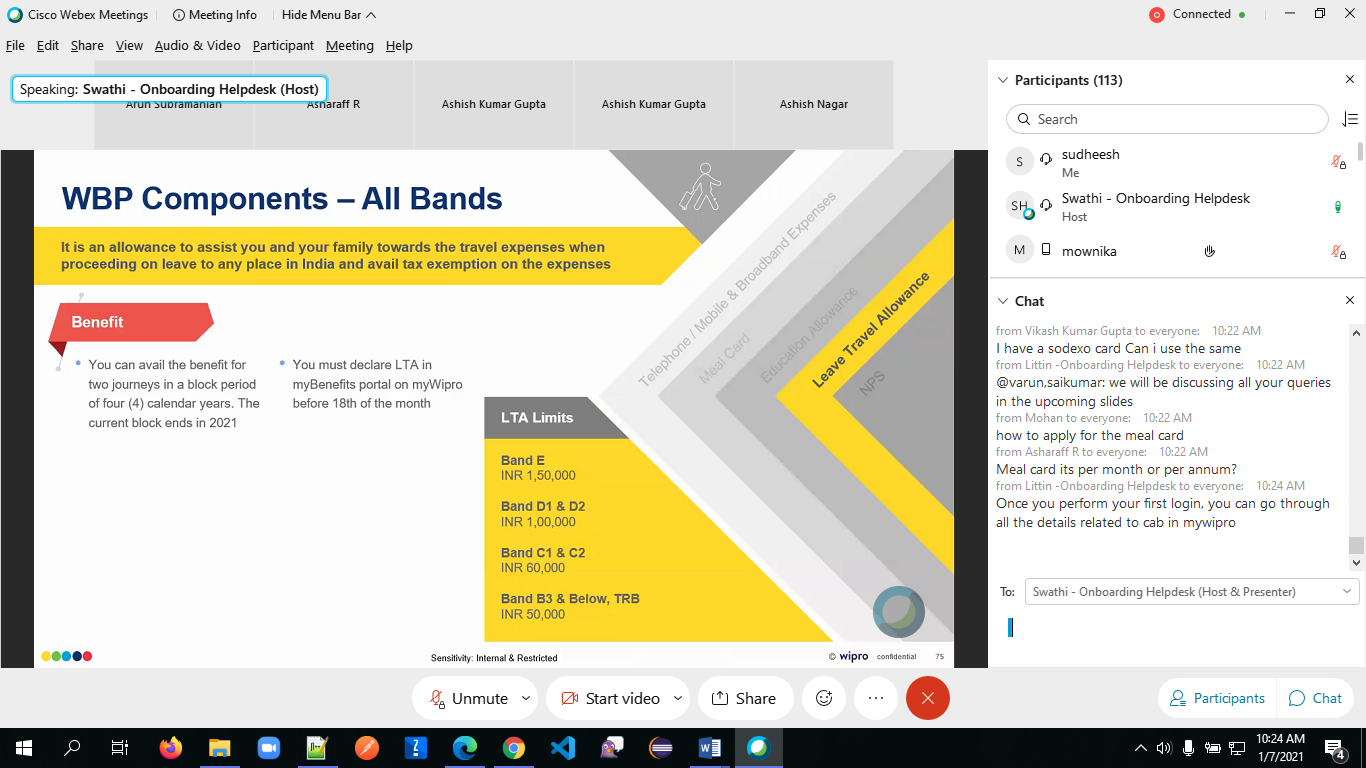 Cisco Webex Meetings
Meeting Info
Hide Menu Bar
Connected
File Edit Share View Audio & Video Participant Meeting Help
Speaking: Swathi - Onboarding Helpdesk (Host)
Arun Subramanian
Asharaff R
Ashish Kumar Gupta
Ashish Kumar Gupta
Ashish Nagar
WBP Components – All Bands
It is an allowance to assist you and your family towards the travel expenses when
proceeding on leave to any place in India and avail tax exemption on the expenses
Benefit
• You can avail the benefit for
two journeys in a block period
of four (4) calendar years. The
current block ends in 2021
• You must declare LTA in
myBenefits portal on myWipro
before 18th of the month
LTA Limits
Band E
INR 1,50,000
Band D1 & D2
INR 1,00,000
Band C1 & C2
INR 60,000
Band B3 & Below, TRB
INR 50,000
Telephone / Mobile & Broadband Expenses
Meal Card
Education Allowance
Leave Travel Allowance
NPS
Sensitivity: Internal & Restricted
© wipro confidential 75
Participants (113)
Search
S
sudheesh
Me
SH
Swathi - Onboarding Helpdesk
Host
M
mownika
Chat
from Vikash Kumar Gupta to everyone: 10:22 AM
I have a sodexo card Can i use the same
from Littin -Onboarding Helpdesk to everyone: 10:22 AM
@varun,saikumar: we will be discussing all your queries
in the upcoming slides
from Mohan to everyone: 10:22 AM
how to apply for the meal card
from Asharaff R to everyone: 10:22 AM
Meal card its per month or per annum?
from Littin -Onboarding Helpdesk to everyone: 10:24 AM
Once you perform your first login, you can go through
all the details related to cab in mywipro
To: Swathi - Onboarding Helpdesk (Host & Presenter)
Unmute
Start video
Share
Participants
Chat
10:24 AM
1/7/2021
4